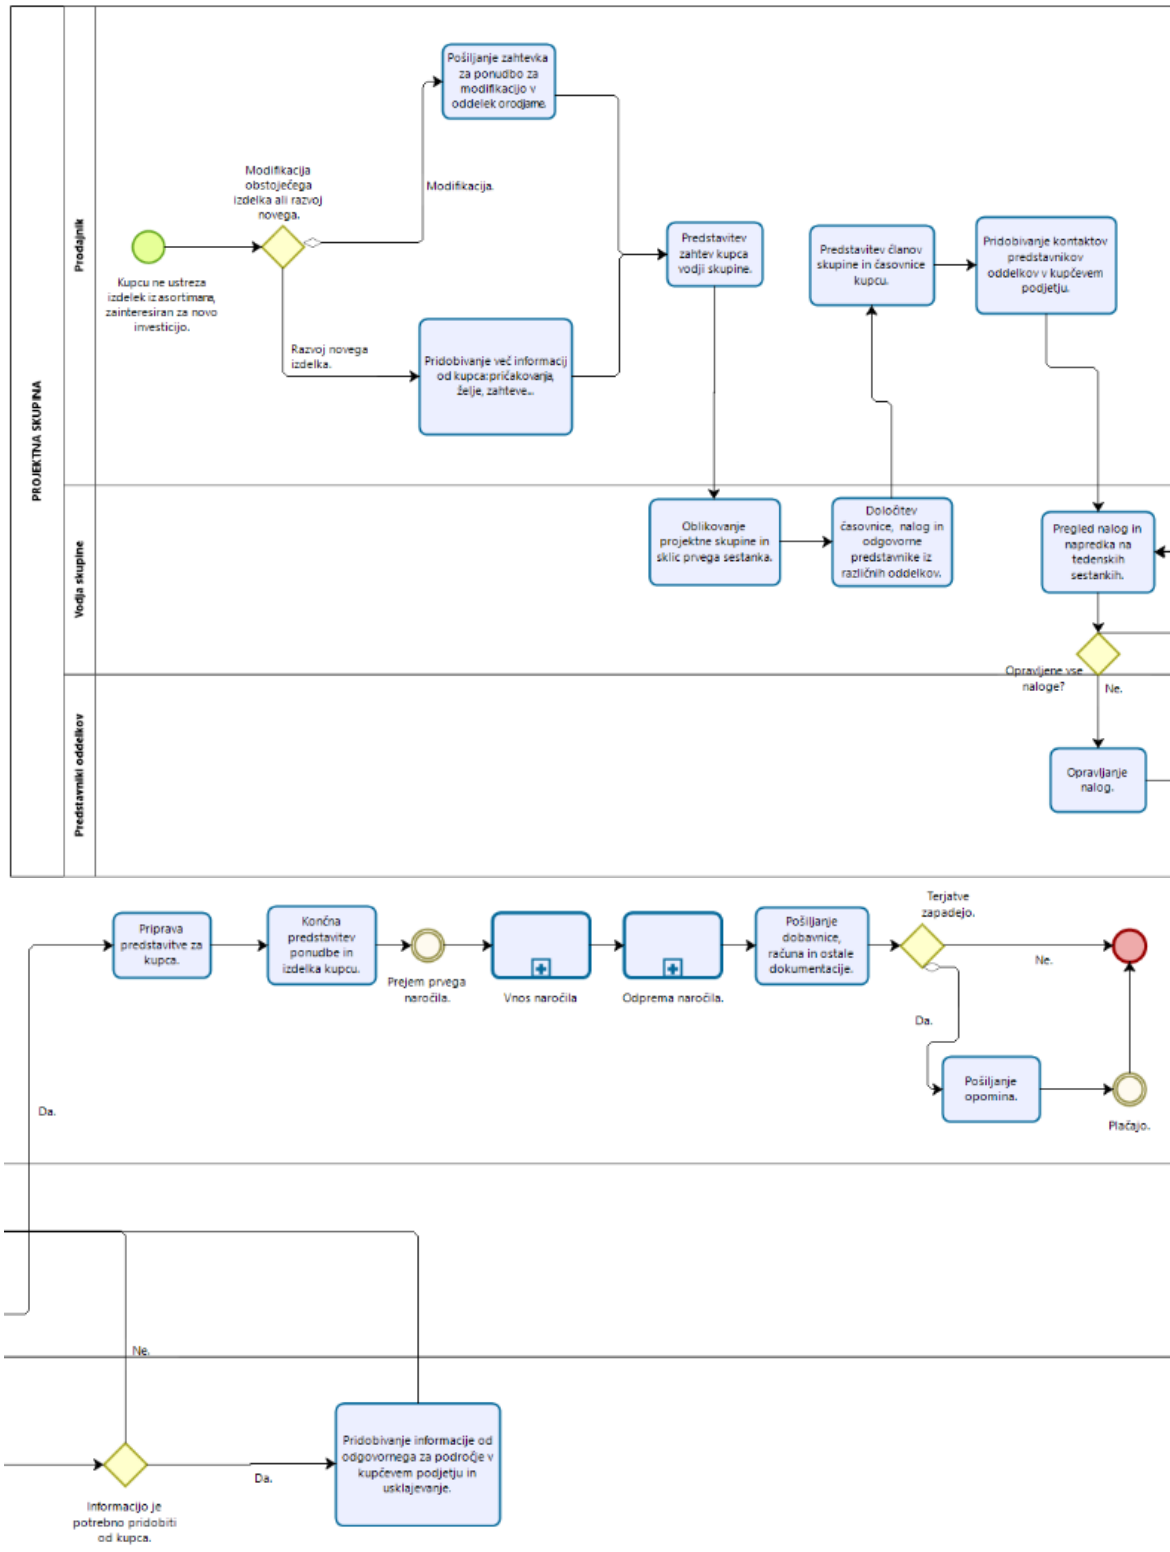 PROJEKTNA SKUPINA
Prodajnik
Vodja skupine
Predstavniki oddelkov
Kupcu ne ustreza
izdelek iz asortimana,
zainteresiran za novo
investicijo.
Modifikacija
obstoječega
izdelka ali razvoj
novega.
Modifikacija.
Razvoj novega
izdelka.
Pošiljanje zahtevka
za ponudbo za
modifikacijo v
oddelek orodjarne.
Pridobivanje več informacij
od kupca:pričakovanja,
želje, zahteve...
Predstavitev
zahtev kupca
vodji skupine.
Oblikovanje
projektne skupine in
sklic prvega sestanka.
Določitev
časovnice, nalog in
odgovorne
predstavnike iz
različnih oddelkov.
Predstavitev članov
skupine in časovnice
kupcu.
Pridobivanje kontaktov
predstavnikov
oddelkov v kupčevem
podjetju.
Pregled nalog in
napredka na
tedenskih
sestankih.
Opravljene vse
naloge?
Ne.
Opravljanje
nalog.
Da.
Priprava
predstavitve za
kupca.
Končna
predstavitev
ponudbe in
izdelka kupcu.
Prejem prvega
naročila.
Vnos naročila
Odprema naročila.
Pošiljanje
dobavnice,
računa in ostale
dokumentacije.
Terjatve
zapadejo.
Ne.
Da.
Pošiljanje
opomina.
Plačajo.
Ne.
Informacijo je
potrebno pridobiti
od kupca.
Da.
Pridobivanje informacije od
odgovornega za področje v
kupčevem podjetju in
usklajevanje.